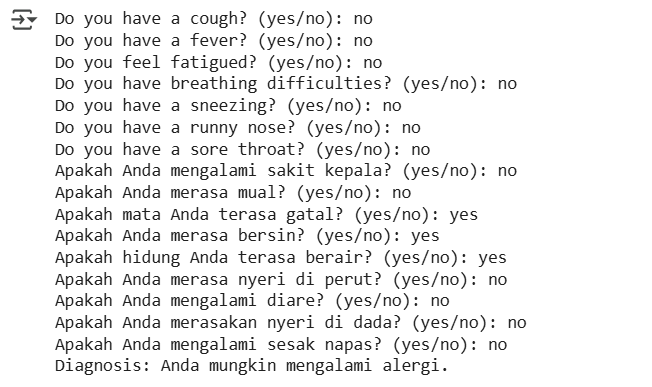 Do you have a cough? (yes/no): no
Do you have a fever? (yes/no): no
Do you feel fatigued? (yes/no): no
Do you have breathing difficulties? (yes/no): no
Do you have a sneezing? (yes/no): no
Do you have a runny nose? (yes/no): no
Do you have a sore throat? (yes/no): no
Apakah Anda mengalami sakit kepala? (yes/no): no
Apakah Anda merasa mual? (yes/no): no
Apakah mata Anda terasa gatal? (yes/no): yes
Apakah Anda merasa bersin? (yes/no): yes
Apakah hidung Anda terasa berair? (yes/no): yes
Apakah Anda merasa nyeri di perut? (yes/no): no
Apakah Anda mengalami diare? (yes/no): no
Apakah Anda merasakan nyeri di dada? (yes/no): no
Apakah Anda mengalami sesak napas? (yes/no): no
Diagnosis: Anda mungkin mengalami alergi.